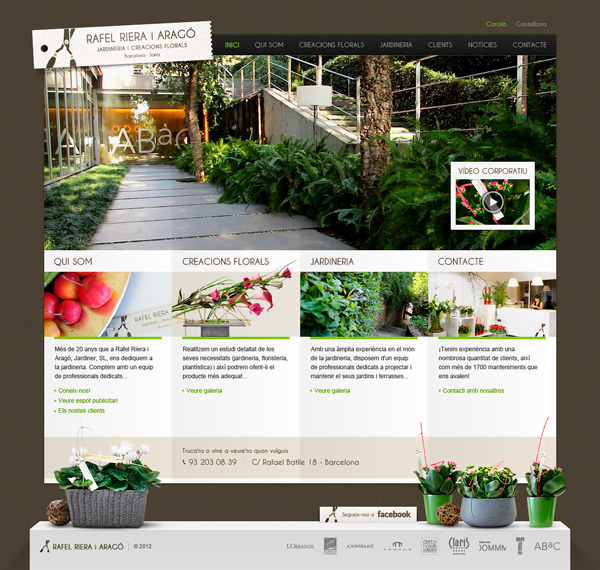 Català Castellano
RAFEL RIERA I ARAGÓ
JARDINERIA I CREACIONS FLORALS
Barcelona - Soria
INICI QUI SOM CREACIONS FLORALS JARDINERIA CLIENTS NOTÍCIES CONTACTE
ABaC
VÍDEO CORPORATIU
QUI SOM
RAFEL RIERA
Més de 20 anys que a Rafel Riera i
Aragó, Jardiner, SL, ens dediquem a
la jardineria. Comptem amb un equip
de professionals dedicats...
Coneix-nos!
Veure espot publicitari
Els nostres clients
CREACIONS FLORALS
Realitzem un estudi detallat de les
seves necessitats (jardineria, floristeria,
plantística) i així podrem oferir-li el
producte més adequat...
Veure galeria
JARDINERIA
Amb una àmplia experiència en el món
de la jardineria, disposem d'un equip
de professionals dedicats a projectar i
mantenir el seus jardins i terrasses...
Veure galeria
CONTACTE
¡Tenim experiència amb una
nombrosa quantitat de clients, així
com més de 1700 manteniments que
ens avalen!
Contacti amb nosaltres
Truca'ns o vine a veure'ns quan vulguis
93 203 08 39 | C/ Rafael Batlle 18 - Barcelona
Segueix-nos a facebook
RAFEL RIERA I ARAGÓ © 2012
L'OBRADOR
Claris
DOMMM
ABaC